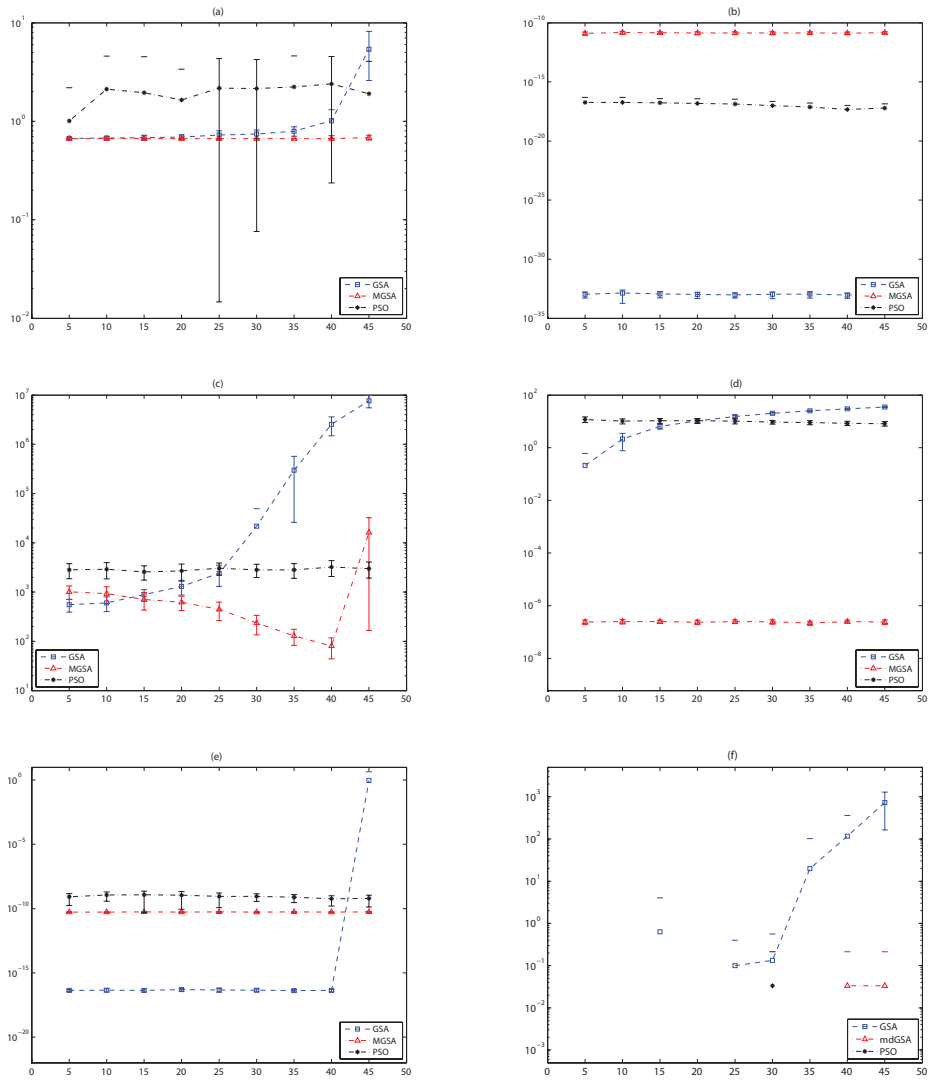 (a)
10^1
10^0
10^-1
10^-2
0 5 10 15 20 25 30 35 40 45 50
GSA
MGSA
PSO
(b)
10^-10
10^-15
10^-20
10^-25
10^-30
10^-35
0 5 10 15 20 25 30 35 40 45 50
GSA
MGSA
PSO
(c)
10^7
10^6
10^5
10^4
10^3
10^2
10^1
0 5 10 15 20 25 30 35 40 45 50
GSA
MGSA
PSO
(d)
10^2
10^0
10^-2
10^-4
10^-6
10^-8
0 5 10 15 20 25 30 35 40 45 50
GSA
MGSA
PSO
(e)
10^0
10^-5
10^-10
10^-15
10^-20
0 5 10 15 20 25 30 35 40 45 50
GSA
MGSA
PSO
(f)
10^3
10^2
10^1
10^0
10^-1
10^-2
10^-3
0 5 10 15 20 25 30 35 40 45 50
GSA
mdGSA
PSO